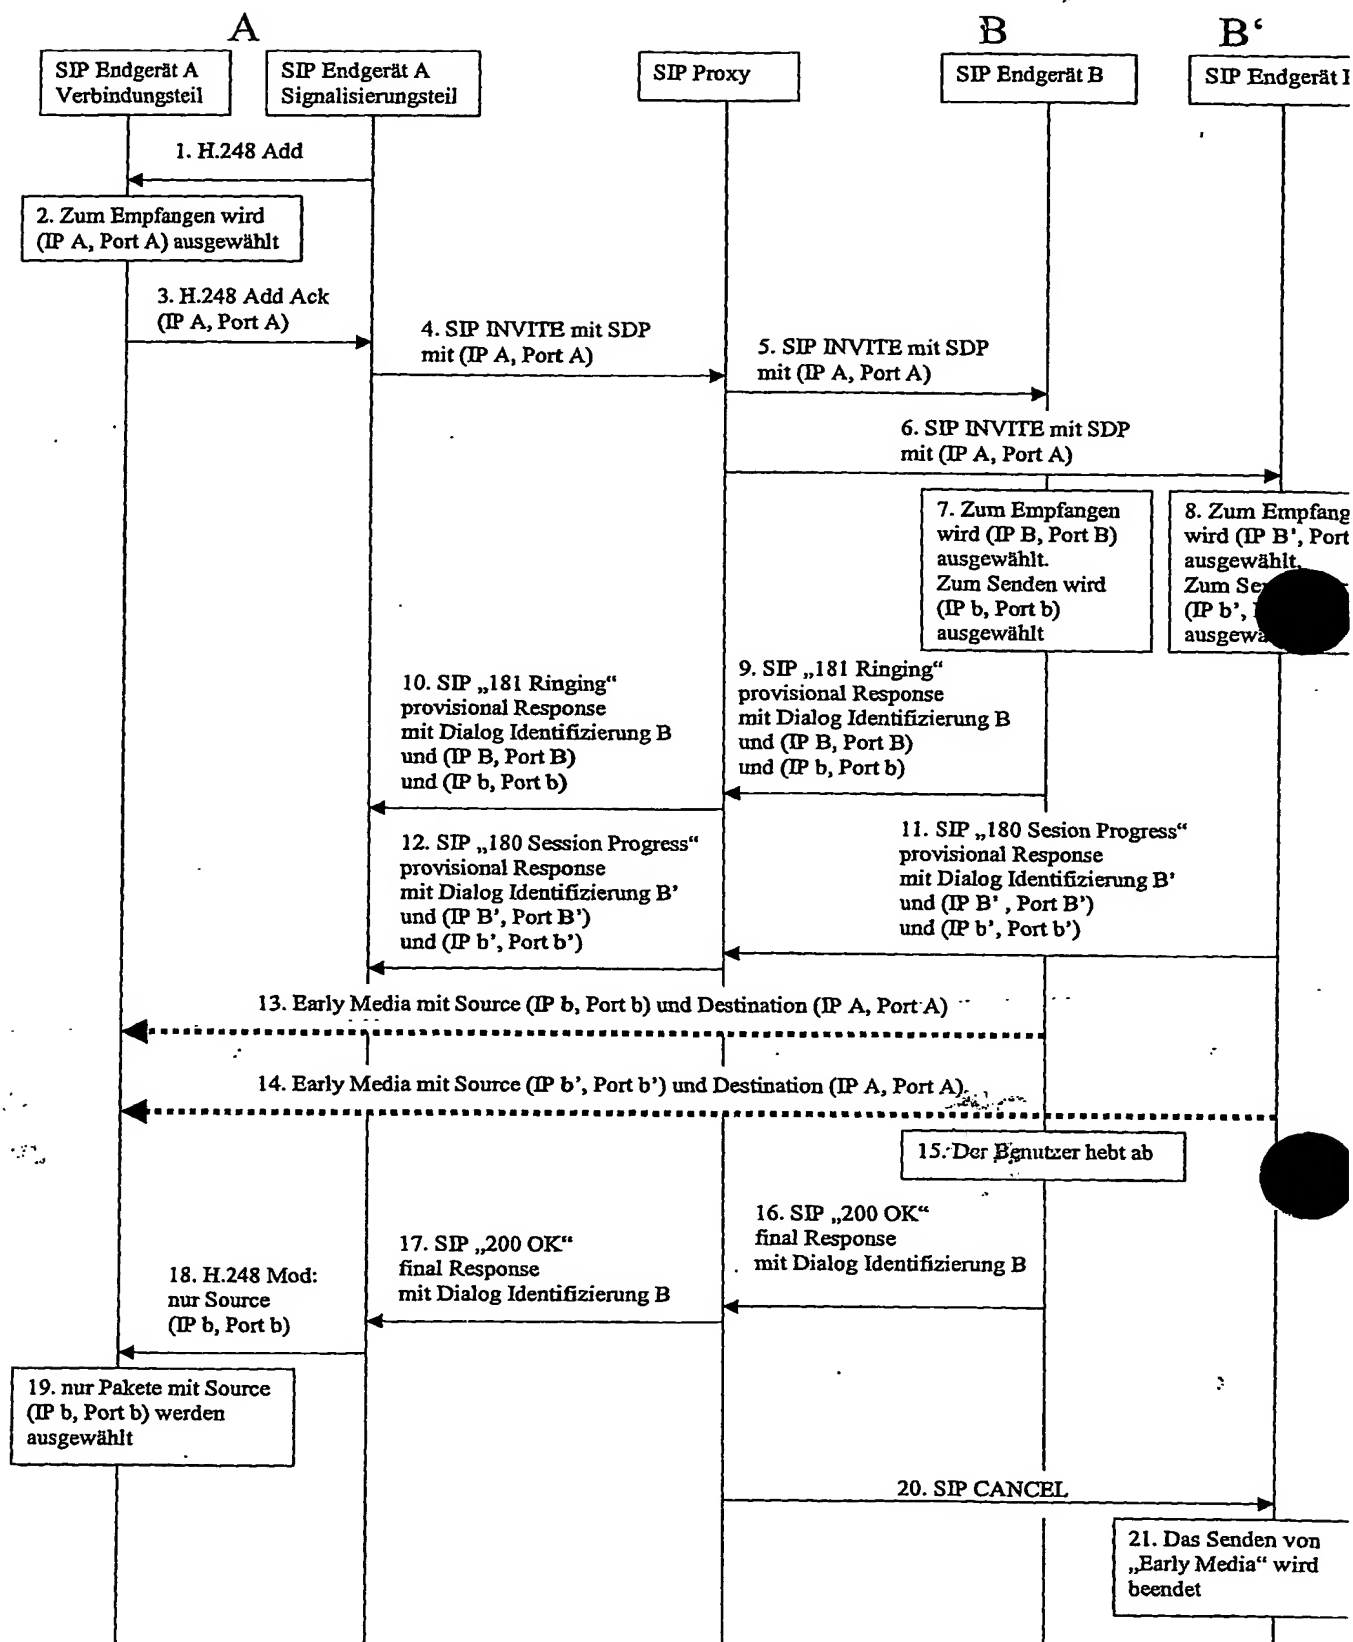 A
B
B‘
SIP Endgerät A
Verbindungsteil
SIP Endgerät A
Signalisierungsteil
SIP Proxy
SIP Endgerät B
SIP Endgerät
1. H.248 Add
2. Zum Empfangen wird
(IP A, Port A) ausgewählt
3. H.248 Add Ack
(IP A, Port A)
4. SIP INVITE mit SDP
mit (IP A, Port A)
5. SIP INVITE mit SDP
mit (IP A, Port A)
6. SIP INVITE mit SDP
mit (IP A, Port A)
7. Zum Empfangen
wird (IP B, Port B)
ausgewählt.
Zum Senden wird
(IP b, Port b)
ausgewählt
8. Zum Empfang
wird (IP B', Port
ausgewählt.
Zum Se
(IP b’,
ausgewä
9. SIP „181 Ringing“
provisional Response
mit Dialog Identifizierung B
und (IP B, Port B)
und (IP b, Port b)
10. SIP „181 Ringing“
provisional Response
mit Dialog Identifizierung B
und (IP B, Port B)
und (IP b, Port b)
11. SIP „180 Sesion Progress“
provisional Response
mit Dialog Identifizierung B'
und (IP B' , Port B’)
und (IP b', Port b’)
12. SIP „180 Session Progress“
provisional Response
mit Dialog Identifizierung B'
und (IP B’, Port B’)
und (IP b', Port b’)
13. Early Media mit Source (IP b, Port b) und Destination (IP A, Port A)
14. Early Media mit Source (IP b’, Port b’) und Destination (IP A, Port A)
15. Der Benutzer hebt ab
16. SIP „200 OK“
final Response
mit Dialog Identifizierung B
17. SIP „200 OK“
final Response
mit Dialog Identifizierung B
18. H.248 Mod:
nur Source
(IP b, Port b)
19. nur Pakete mit Source
(IP b, Port b) werden
ausgewählt
20. SIP CANCEL
21. Das Senden von
„Early Media“ wird
beendet